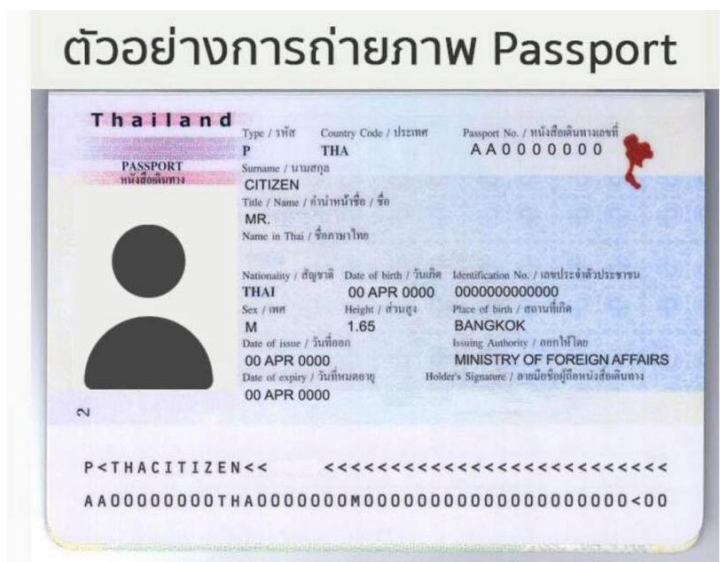 ตัวอย่างการถ่ายภาพ Passport
Thailand
PASSPORT
หนังสือเดินทาง
Type / รหัส Country Code / ประเทศ Passport No. / หนังสือเดินทางเลขที่
P THA AA0000000
Surname / นามสกุล
CITIZEN
Title / Name / คำนำหน้าชื่อ / ชื่อ
MR.
Name in Thai / ชื่อภาษาไทย
Nationality / สัญชาติ Date of birth / วันเกิด Identification No. / เลขประจำตัวประชาชน
THAI 00 APR 0000 0000000000000
Sex / เพศ Height / ส่วนสูง Place of birth / สถานที่เกิด
M 1.65 BANGKOK
Date of issue / วันที่ออก Issuing Authority / ออกให้โดย
00 APR 0000 MINISTRY OF FOREIGN AFFAIRS
Date of expiry / วันที่หมดอายุ Holder's Signature / ลายมือชื่อผู้ถือหนังสือเดินทาง
00 APR 0000
2
P<THACITIZEN<< <<<<<<<<<<<<<<<<<<<<<<<<<<
AA00000000THA0000000M00000000000000000000<00